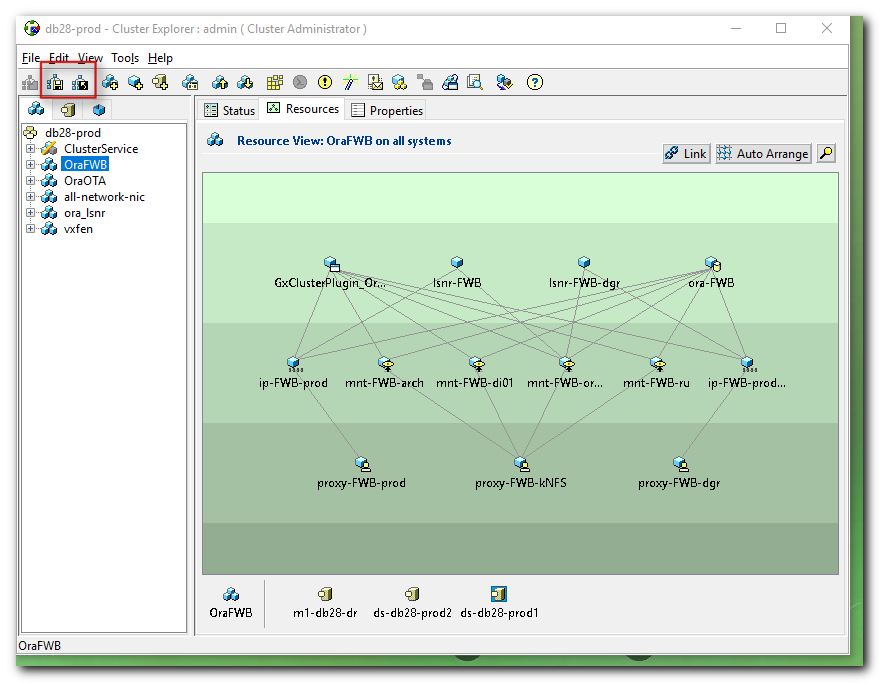 db28-prod - Cluster Explorer : admin ( Cluster Administrator )
File Edit View Tools Help
Status Resources Properties
db28-prod
ClusterService
OraFWB
OraOTA
all-network-nic
ora_lsnr
vxfen
Resource View: OraFWB on all systems
Link Auto Arrange
GxClusterPlugin_Or... lsnr-FWB lsnr-FWB-dgr ora-FWB
ip-FWB-prod mnt-FWB-arch mnt-FWB-di01 mnt-FWB-or... mnt-FWB-ru ip-FWB-prod...
proxy-FWB-prod proxy-FWB-kNFS proxy-FWB-dgr
OraFWB m1-db28-dr ds-db28-prod2 ds-db28-prod1
OraFWB